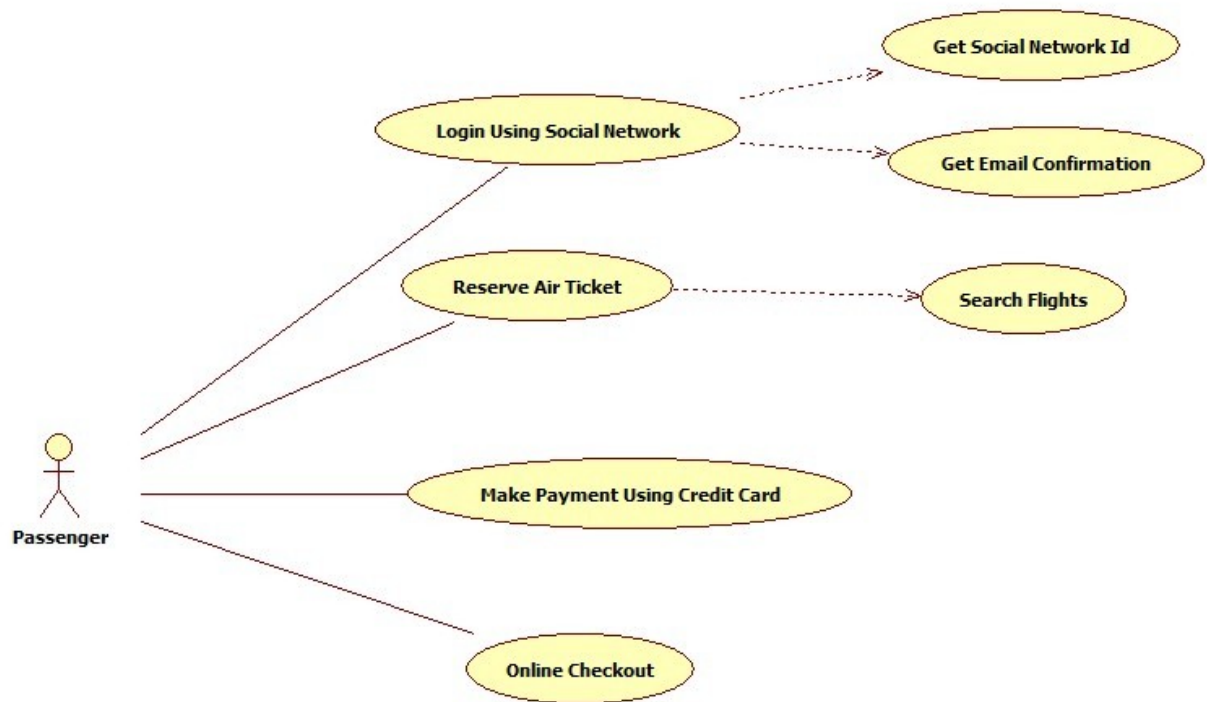 Get Social Network Id
Login Using Social Network
Get Email Confirmation
Reserve Air Ticket
Search Flights
Make Payment Using Credit Card
Passenger
Online Checkout